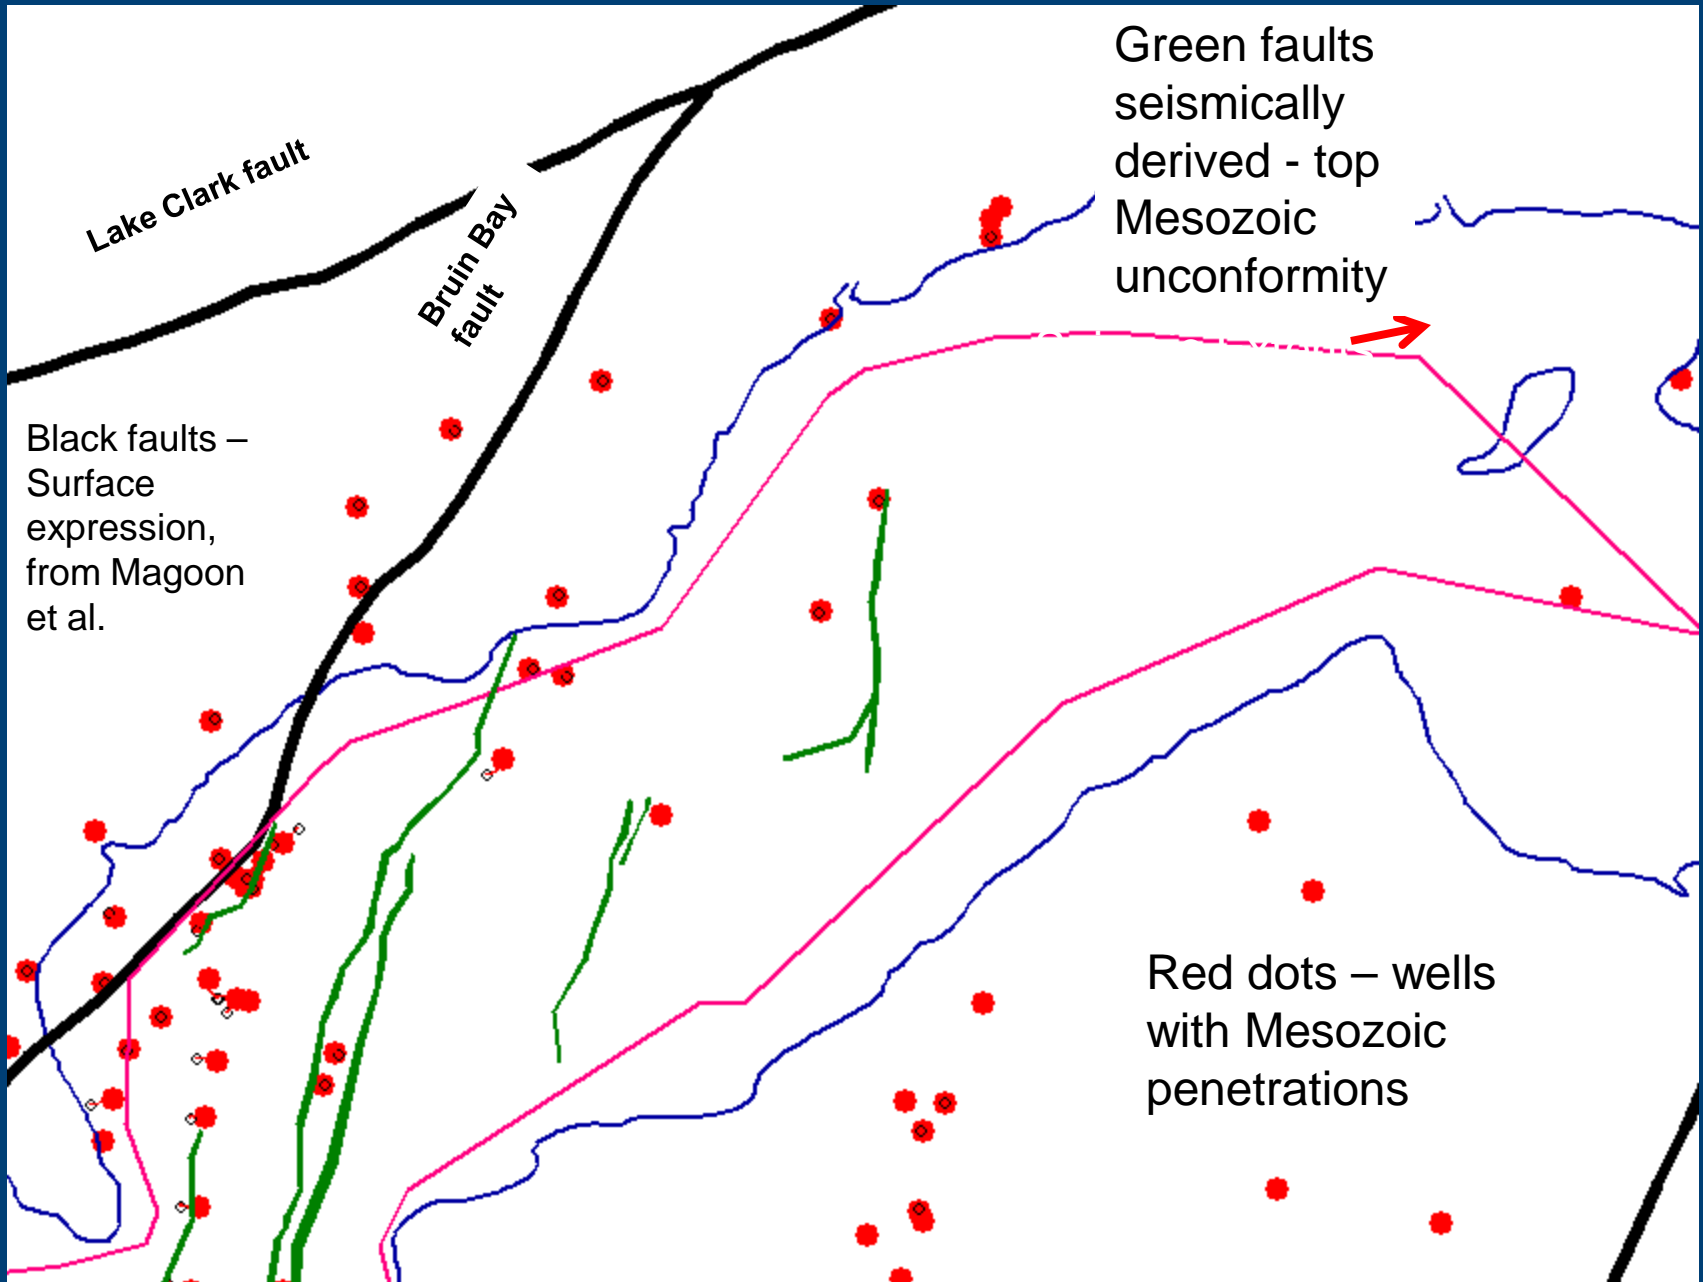 Green faults
seismically
derived - top
Mesozoic
unconformity
Lake Clark fault
Bruin Bay
fault
Black faults –
Surface
expression,
from Magoon
et al.
Red dots – wells
with Mesozoic
penetrations